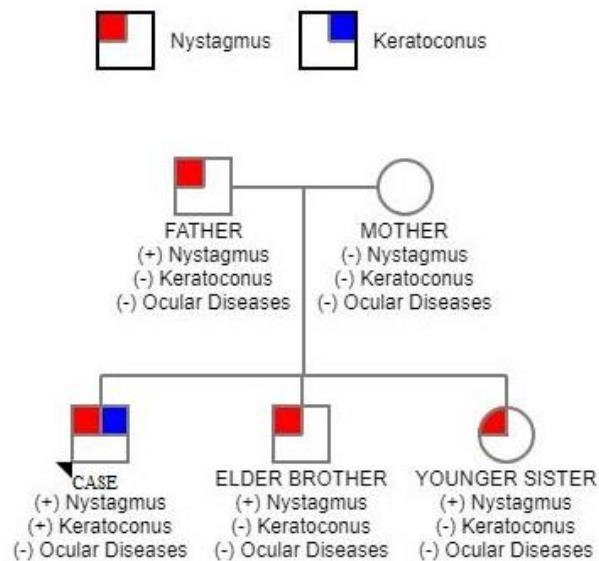 Nystagmus
Keratoconus
FATHER
(+) Nystagmus
(-) Keratoconus
(-) Ocular Diseases
MOTHER
(-) Nystagmus
(-) Keratoconus
(-) Ocular Diseases
CASE
(+) Nystagmus
(+) Keratoconus
(-) Ocular Diseases
ELDER BROTHER
(+) Nystagmus
(-) Keratoconus
(-) Ocular Diseases
YOUNGER SISTER
(+) Nystagmus
(-) Keratoconus
(-) Ocular Diseases